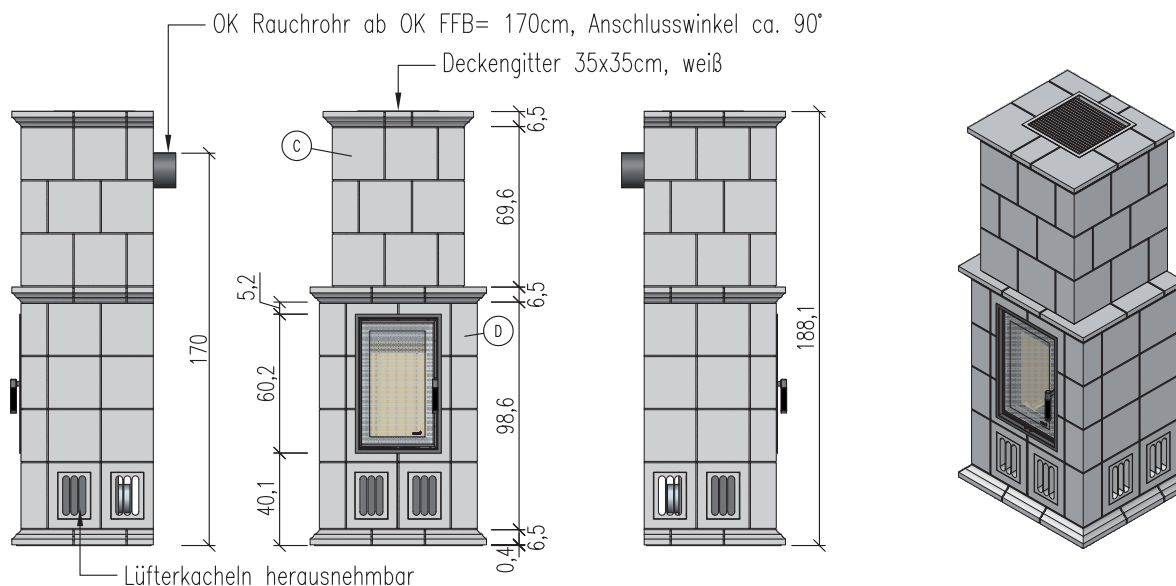 OK Rauchrohr ab OK FFB= 170cm, Anschlusswinkel ca. 90°
Deckengitter 35x35cm, weiß
C
6,5
69,6
6,5
5,2
D
170
60,2
98,6
188,1
40,1
6,5
0,4
Lüfterkacheln herausnehmbar